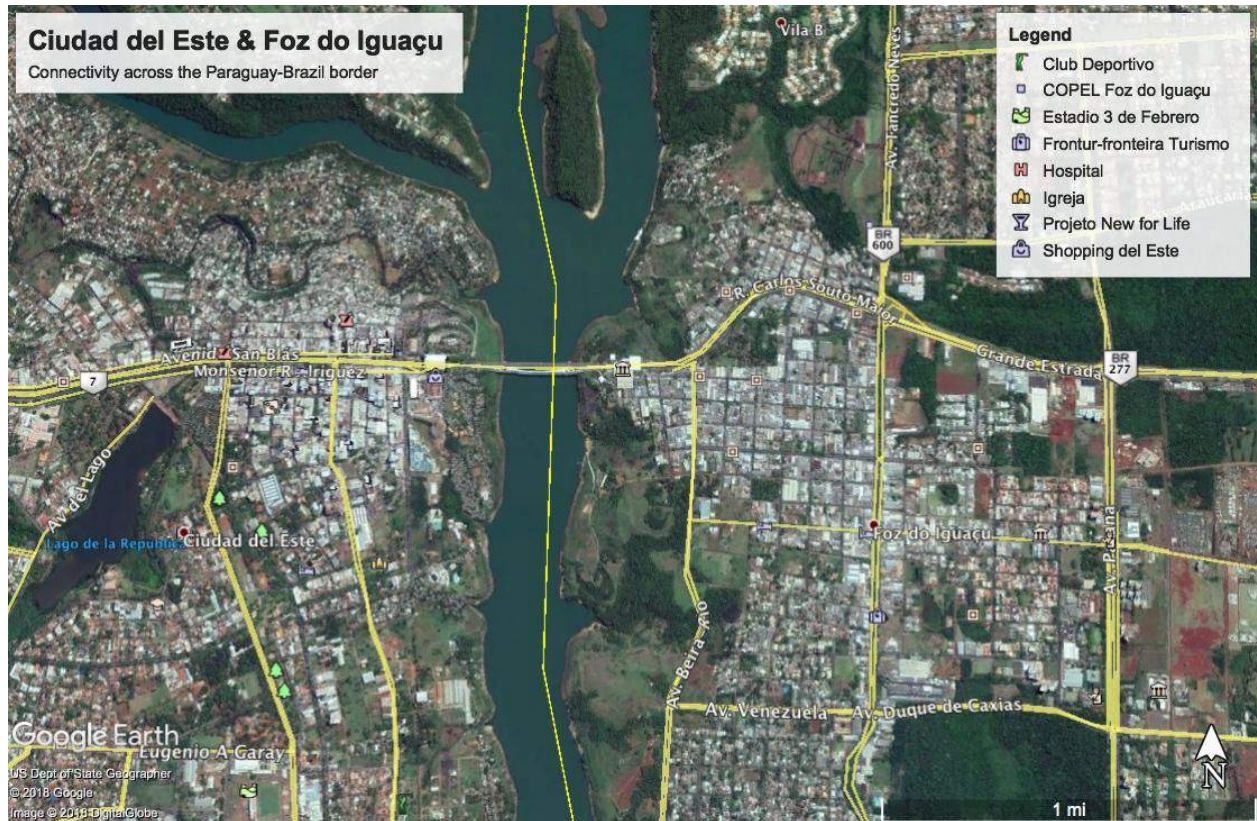 Ciudad del Este & Foz do Iguaçu
Connectivity across the Paraguay-Brazil border
Legend
Club Deportivo
COPEL Foz do Iguaçu
Estadio 3 de Febrero
Frontur-fronteira Turismo
Hospital
Igreja
Projeto New for Life
Shopping del Este
Vila B
Av. Tancredo Neves
Araucaria
BR
600
R. Carlos Souto Maior
Grande Estrada
BR
277
Avenida San Blas
Monseñor R
7
Av. del Lago
Lago de la Republica
Ciudad del Este
Foz do Iguaçu
Av. Parana
Av. Beira Rio
Av. Venezuela
Av. Duque de Caxias
Google Earth
Eugenio A Garay
US Dept of State Geographer
© 2018 Google
Image © 2018 DigitalGlobe
N
1 mi